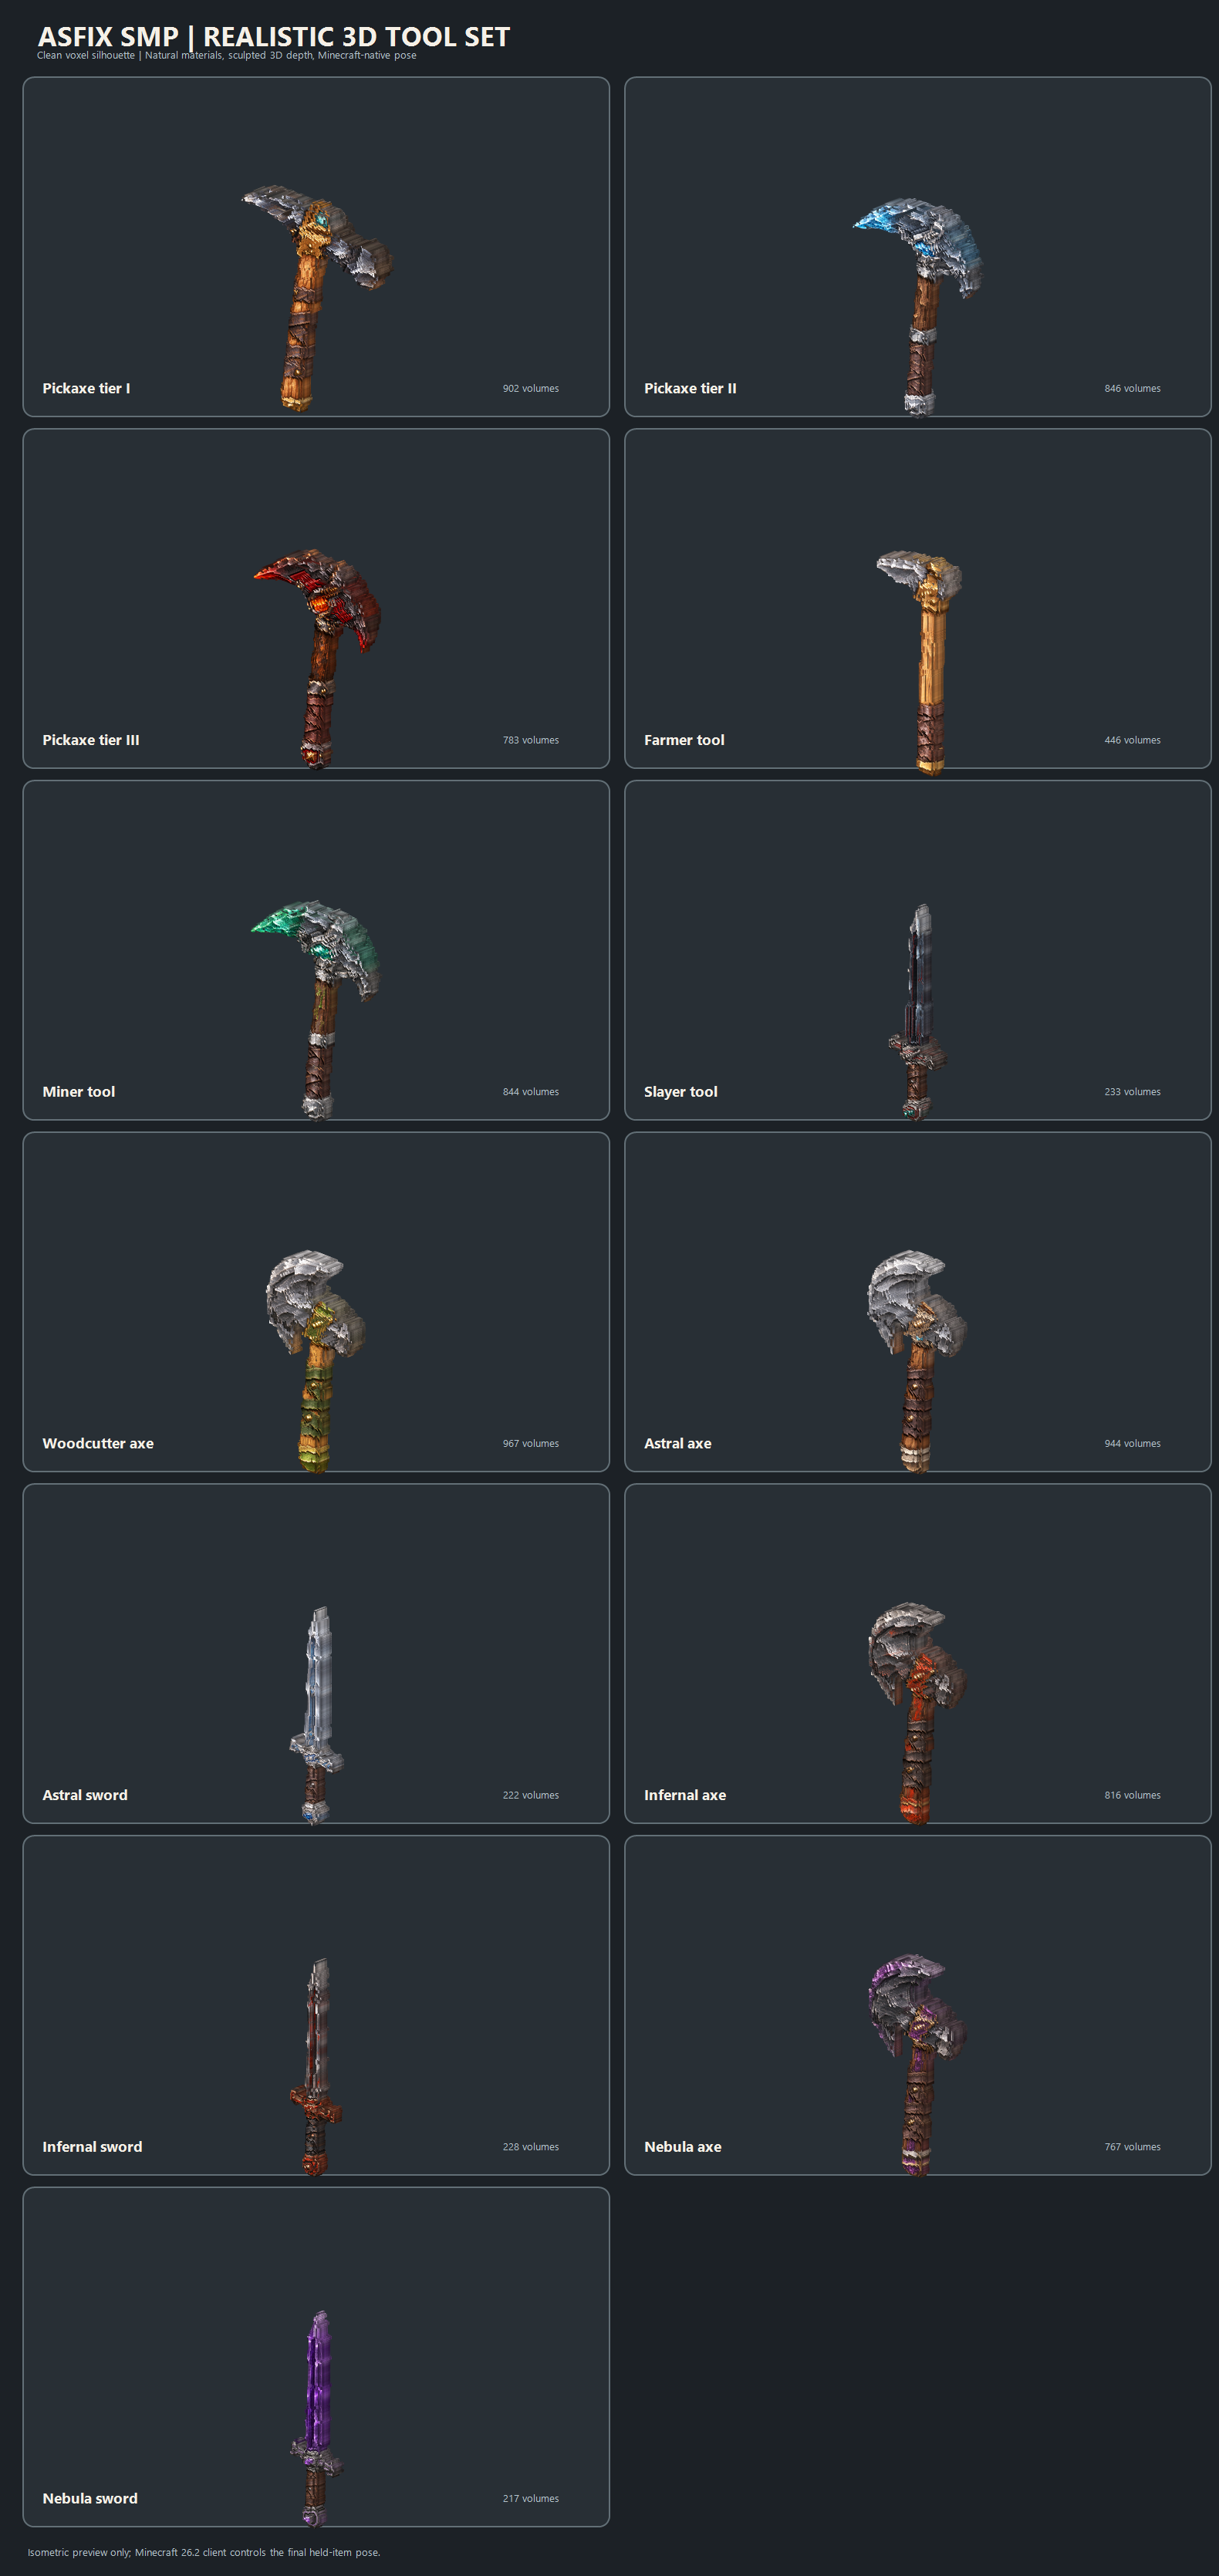 ASFIX SMP | REALISTIC 3D TOOL SET
Clean voxel silhouette | Natural materials, sculpted 3D depth, Minecraft-native pose
Pickaxe tier I
902 volumes
Pickaxe tier II
846 volumes
Pickaxe tier III
783 volumes
Farmer tool
446 volumes
Miner tool
844 volumes
Slayer tool
233 volumes
Woodcutter axe
967 volumes
Astral axe
944 volumes
Astral sword
222 volumes
Infernal axe
816 volumes
Infernal sword
228 volumes
Nebula axe
767 volumes
Nebula sword
217 volumes
Isometric preview only; Minecraft 26.2 client controls the final held-item pose.